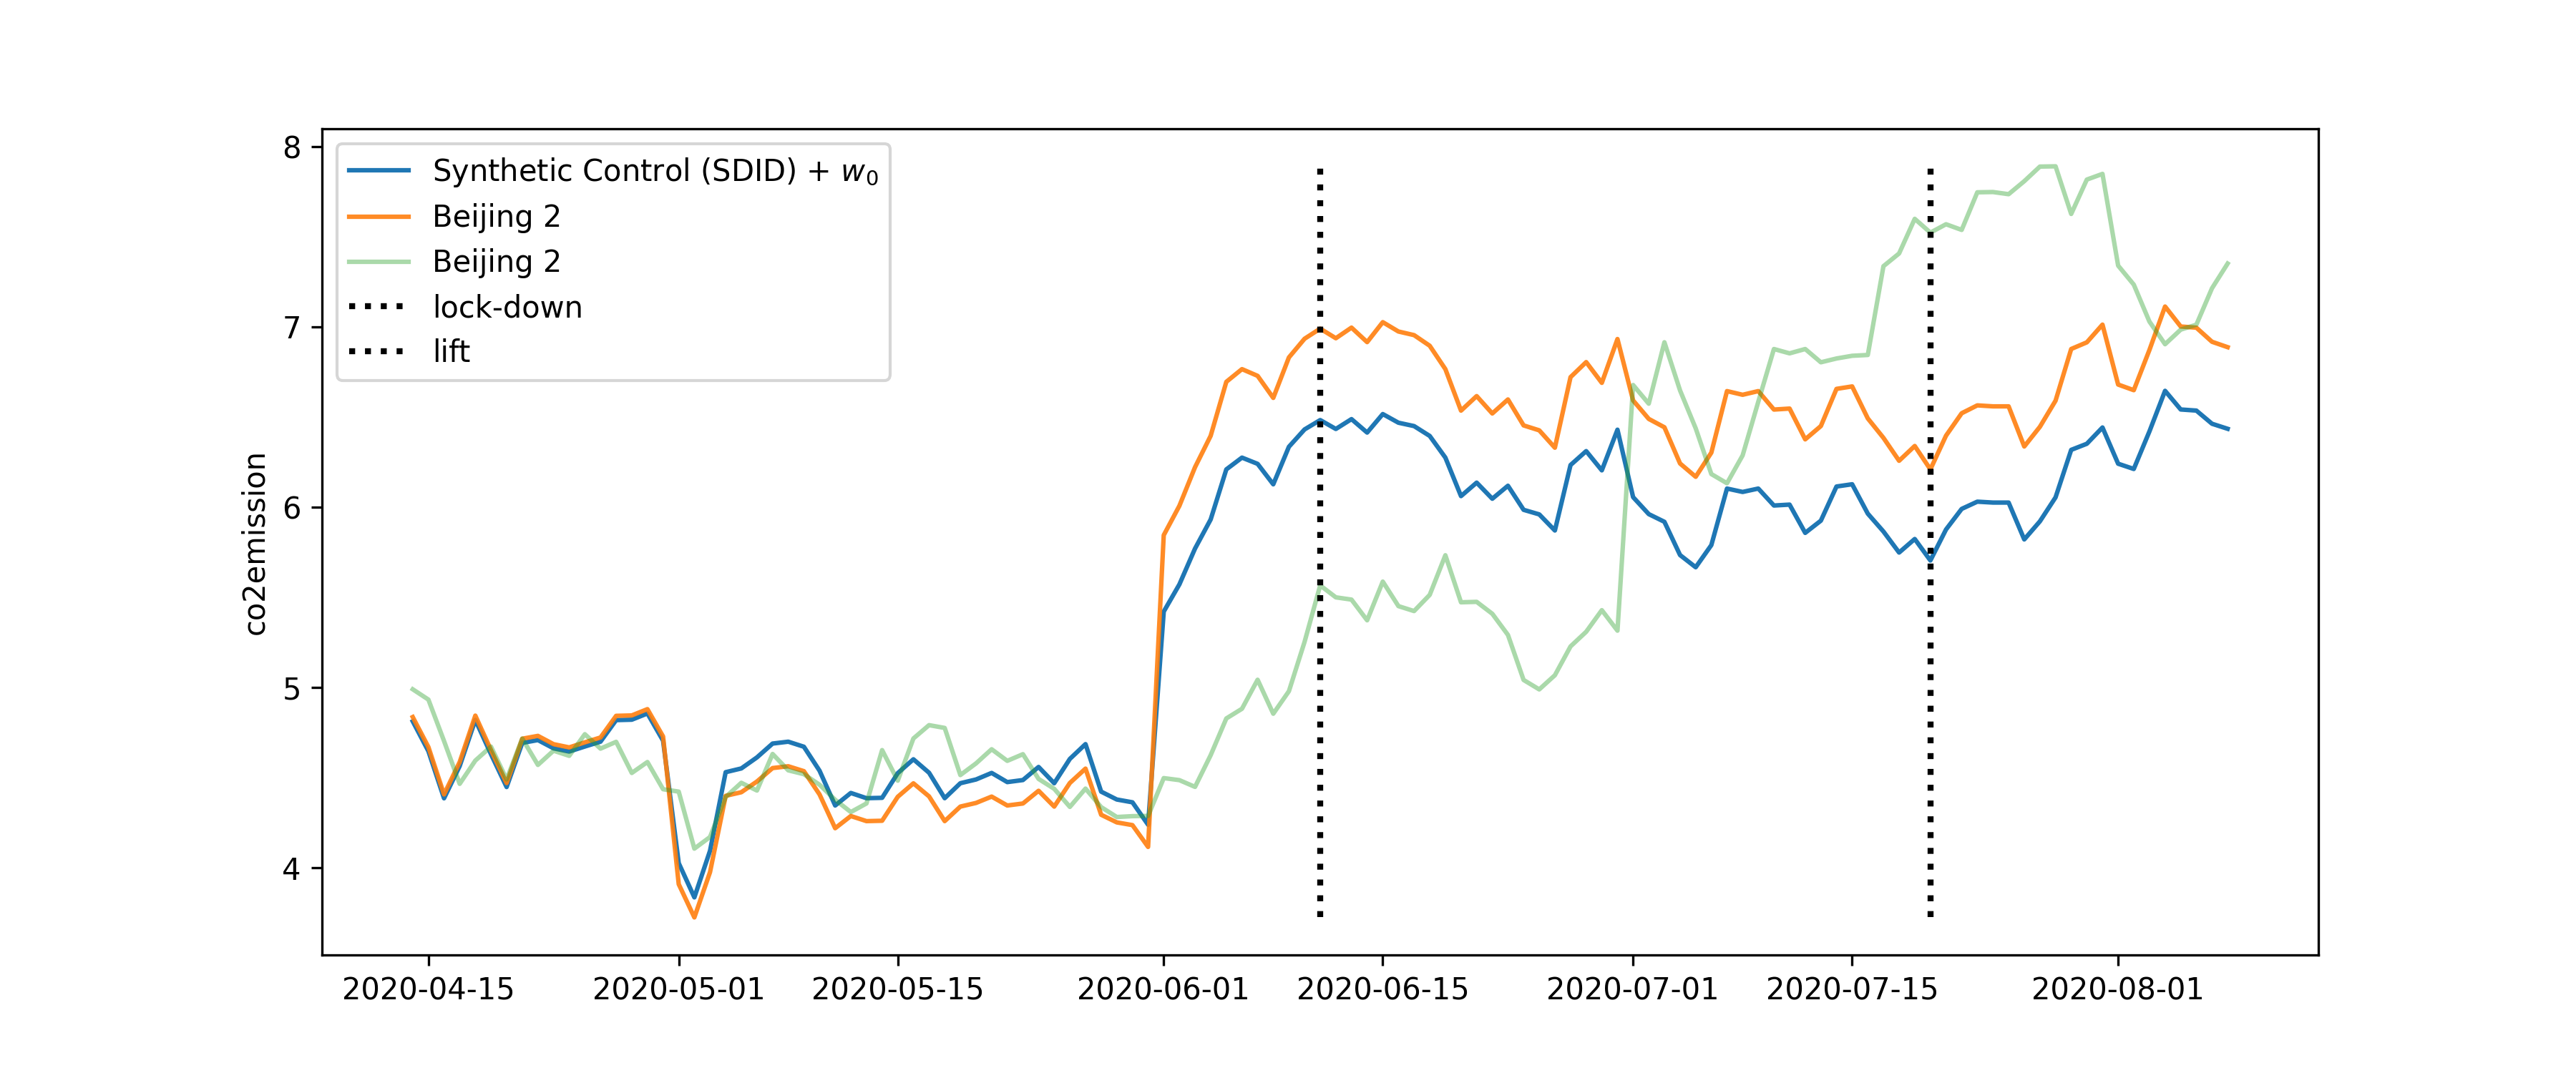 8
7
6
5
4
co2emission
Synthetic Control (SDID) + w₀
Beijing 2
Beijing 2
lock-down
lift
2020-04-15 2020-05-01 2020-05-15 2020-06-01 2020-06-15 2020-07-01 2020-07-15 2020-08-01